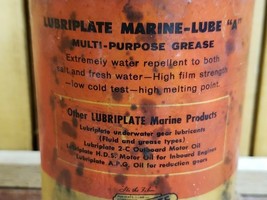 LUBRIPLATE MARINE-LUBE "A"
MULTI-PURPOSE GREASE
Extremely water repellent to both
salt and fresh water—High film strength
—low cold test—high melting point.
Other LUBRIPLATE Marine Products
Lubriplate underwater gear lubricants
(Fluid and grease types)
Lubriplate 2-C Outboard Motor Oil
Lubriplate H.D.S. Motor Oil for Inboard Engines
Lubriplate A.P.O. Oil for reduction gears